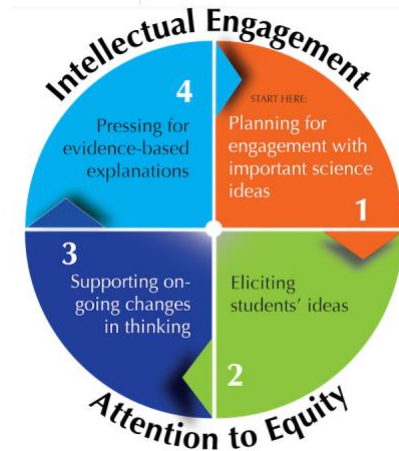 Intellectual Engagement
START HERE:
Planning for
engagement with
important science
ideas
1
Eliciting
students' ideas
2
3
Supporting on-
going changes
in thinking
4
Pressing for
evidence-based
explanations
Attention to Equity